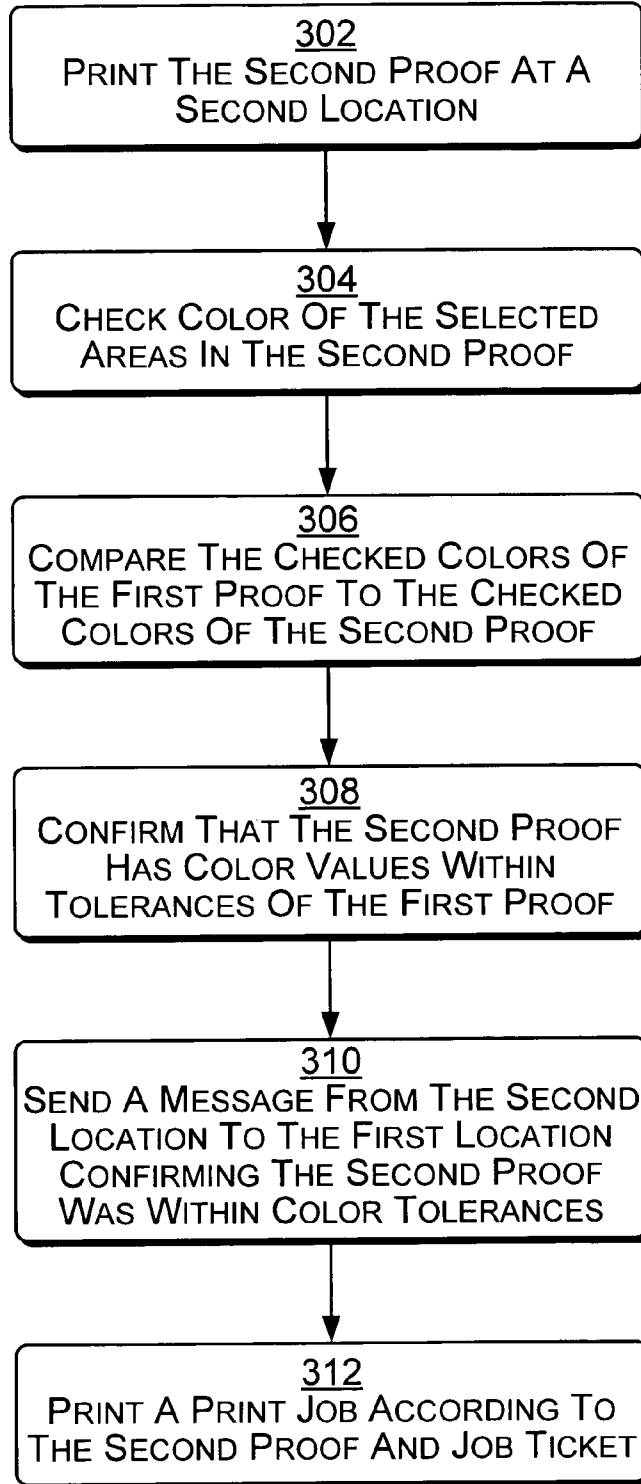 302
PRINT THE SECOND PROOF AT A
SECOND LOCATION
304
CHECK COLOR OF THE SELECTED
AREAS IN THE SECOND PROOF
306
COMPARE THE CHECKED COLORS OF
THE FIRST PROOF TO THE CHECKED
COLORS OF THE SECOND PROOF
308
CONFIRM THAT THE SECOND PROOF
HAS COLOR VALUES WITHIN
TOLERANCES OF THE FIRST PROOF
310
SEND A MESSAGE FROM THE SECOND
LOCATION TO THE FIRST LOCATION
CONFIRMING THE SECOND PROOF
WAS WITHIN COLOR TOLERANCES
312
PRINT A PRINT JOB ACCORDING TO
THE SECOND PROOF AND JOB TICKET